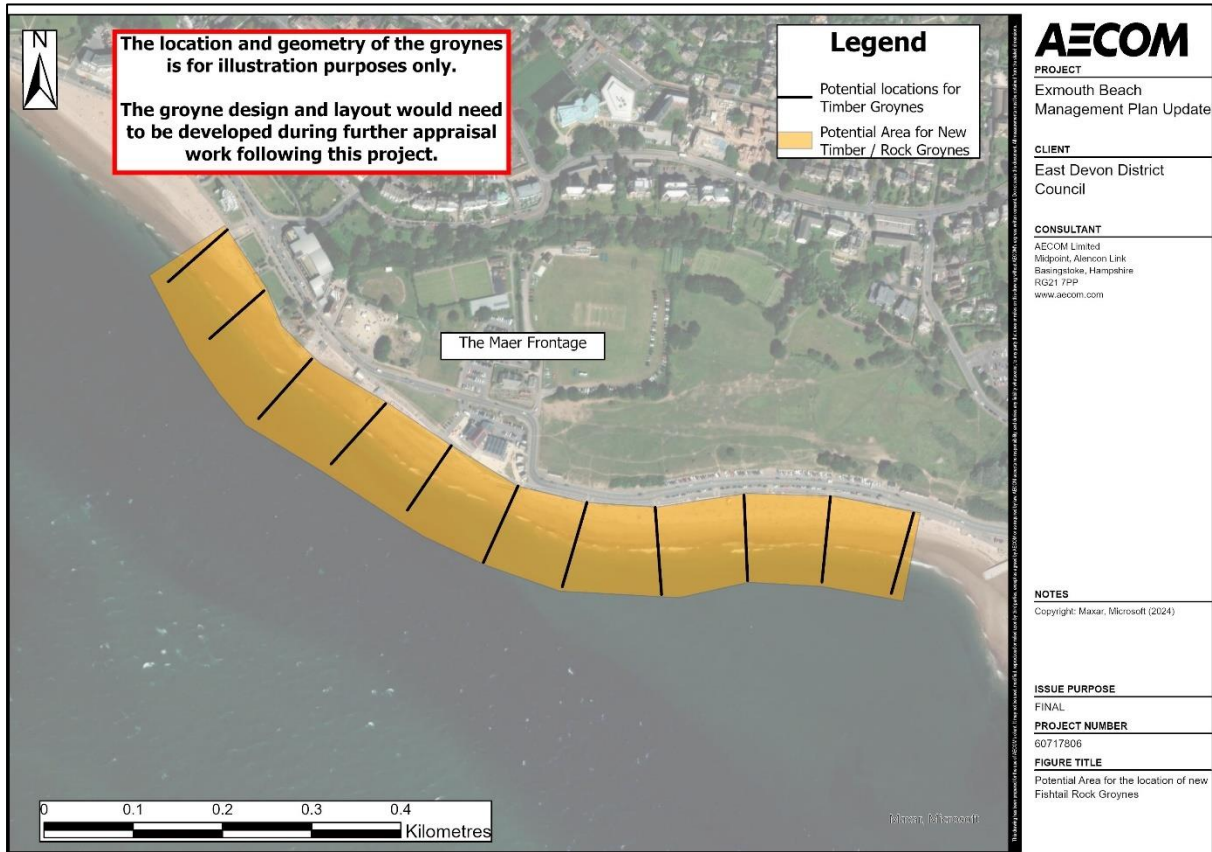 N
The location and geometry of the groynes
is for illustration purposes only.
The groyne design and layout would need
to be developed during further appraisal
work following this project.
Legend
Potential locations for
Timber Groynes
Potential Area for New
Timber / Rock Groynes
The Maer Frontage
0 0.1 0.2 0.3 0.4
Kilometres
Maxar, Microsoft
AECOM
PROJECT
Exmouth Beach
Management Plan Update
CLIENT
East Devon District
Council
CONSULTANT
AECOM Limited
Midpoint, Alencon Link
Basingstoke, Hampshire
RG21 7PP
www.aecom.com
NOTES
Copyright: Maxar, Microsoft (2024)
ISSUE PURPOSE
FINAL
PROJECT NUMBER
60717806
FIGURE TITLE
Potential Area for the location of new
Fishtail Rock Groynes